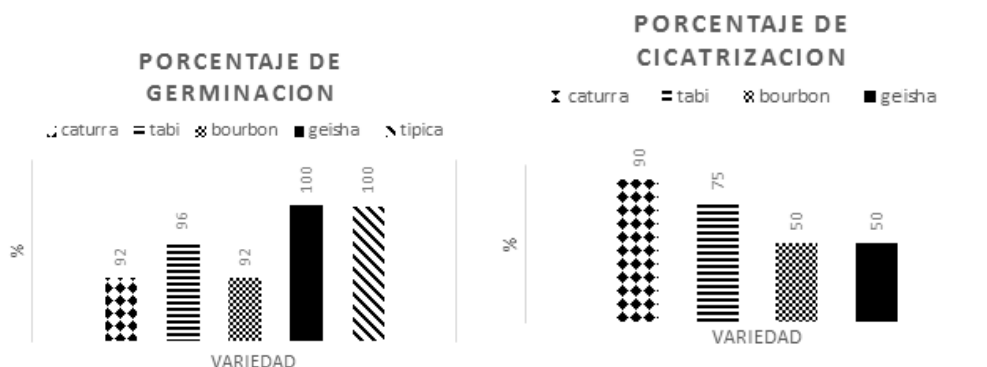 PORCENTAJE DE
GERMINACION
caturra tabi bourbon geisha tipica
92 96 92 100 100
%
VARIEDAD
PORCENTAJE DE
CICATRIZACION
caturra tabi bourbon geisha
90 75 50 50
%
VARIEDAD